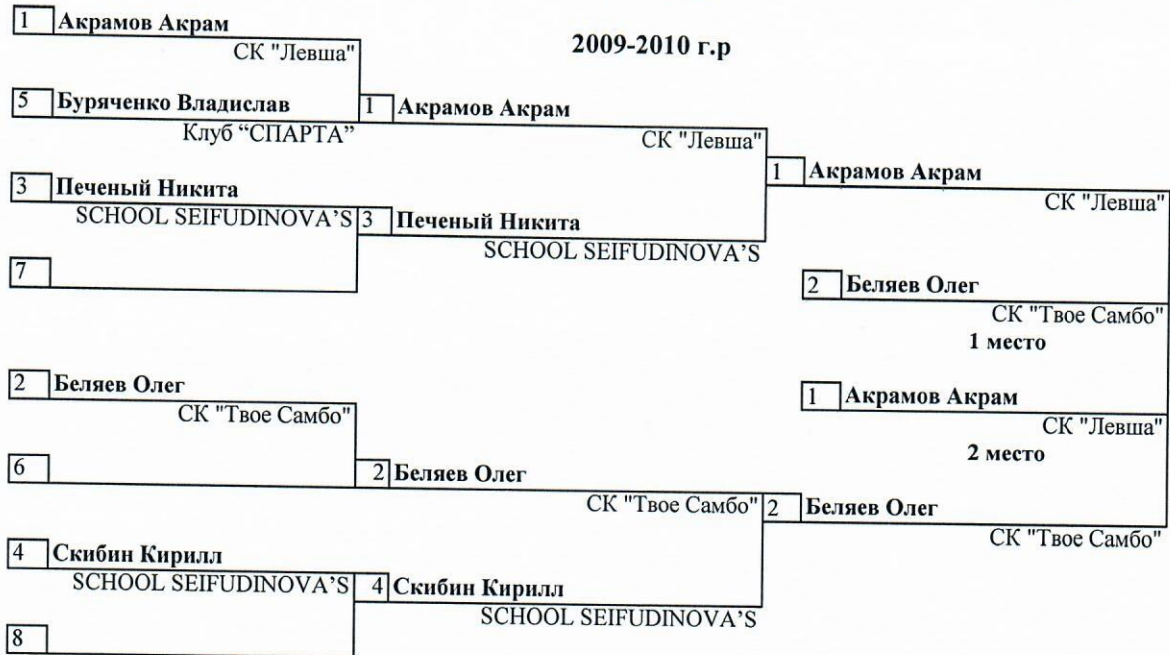 1 Акрамов Акрам
СК "Левша"
2009-2010 г.р
5 Буряченко Владислав
Клуб “СПАРТА”
1 Акрамов Акрам
СК "Левша"
3 Печеный Никита
SCHOOL SEIFUDINOVA’S
3 Печеный Никита
SCHOOL SEIFUDINOVA’S
7
1 Акрамов Акрам
СК "Левша"
2 Беляев Олег
СК "Твое Самбо"
1 место
1 Акрамов Акрам
СК "Левша"
2 место
2 Беляев Олег
СК "Твое Самбо"
6
2 Беляев Олег
СК "Твое Самбо"
2 Беляев Олег
СК "Твое Самбо"
4 Скибин Кирилл
SCHOOL SEIFUDINOVA’S
4 Скибин Кирилл
SCHOOL SEIFUDINOVA’S
8